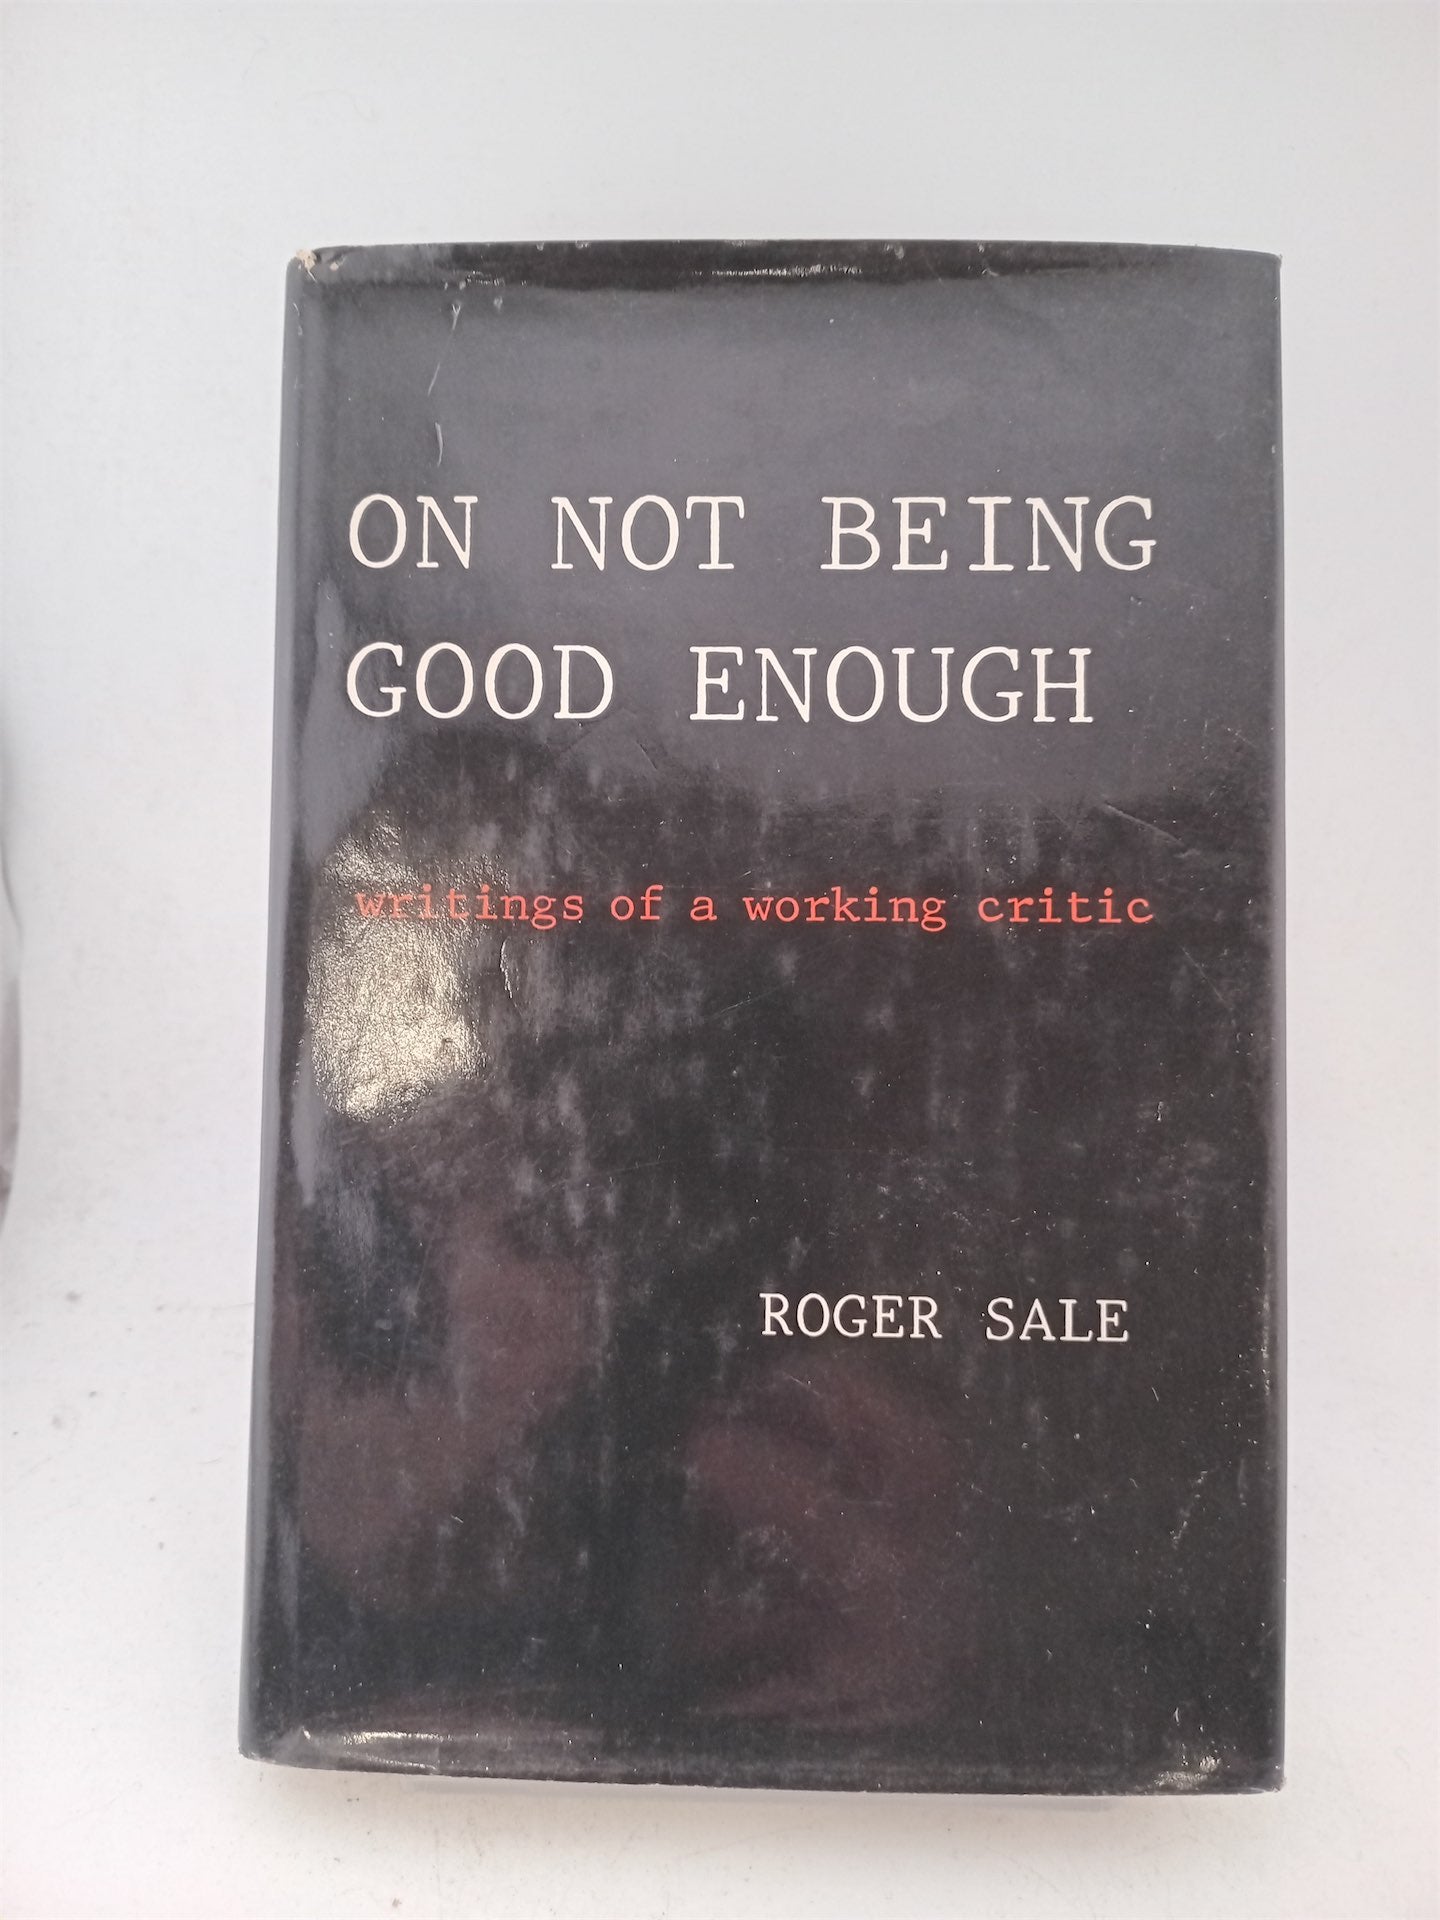 ON NOT BEING
GOOD ENOUGH
writings of a working critic
ROGER SALE